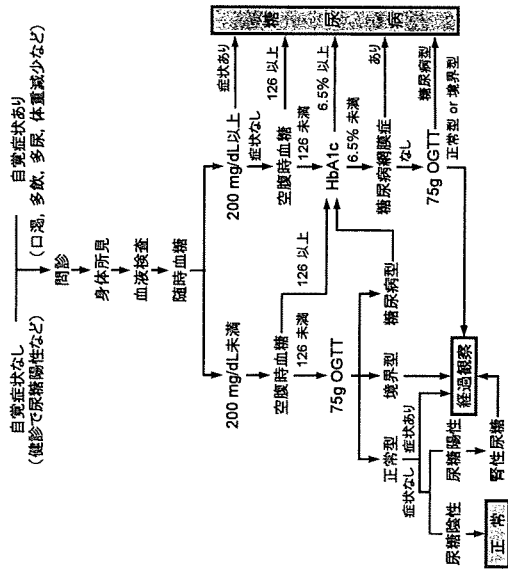 自覚症状なし
(健診で尿糖陽性など)
自覚症状あり
(口渇, 多飲, 多尿, 体重減少など)
問診
身体所見
血液検査
随時血糖
200 mg/dL未満
空腹時血糖
126 以上
126 未満
75g OGTT
正常型
境界型
糖尿病型
症状なし
症状あり
尿糖陰性
尿糖陽性
正 常
腎性尿糖
経過観察
200 mg/dL以上
症状あり
症状なし
空腹時血糖
126 以上
126 未満
HbA1c
6.5% 以上
6.5% 未満
糖尿病網膜症
あり
なし
75g OGTT
糖尿病型
正常型 or 境界型
糖 尿 病